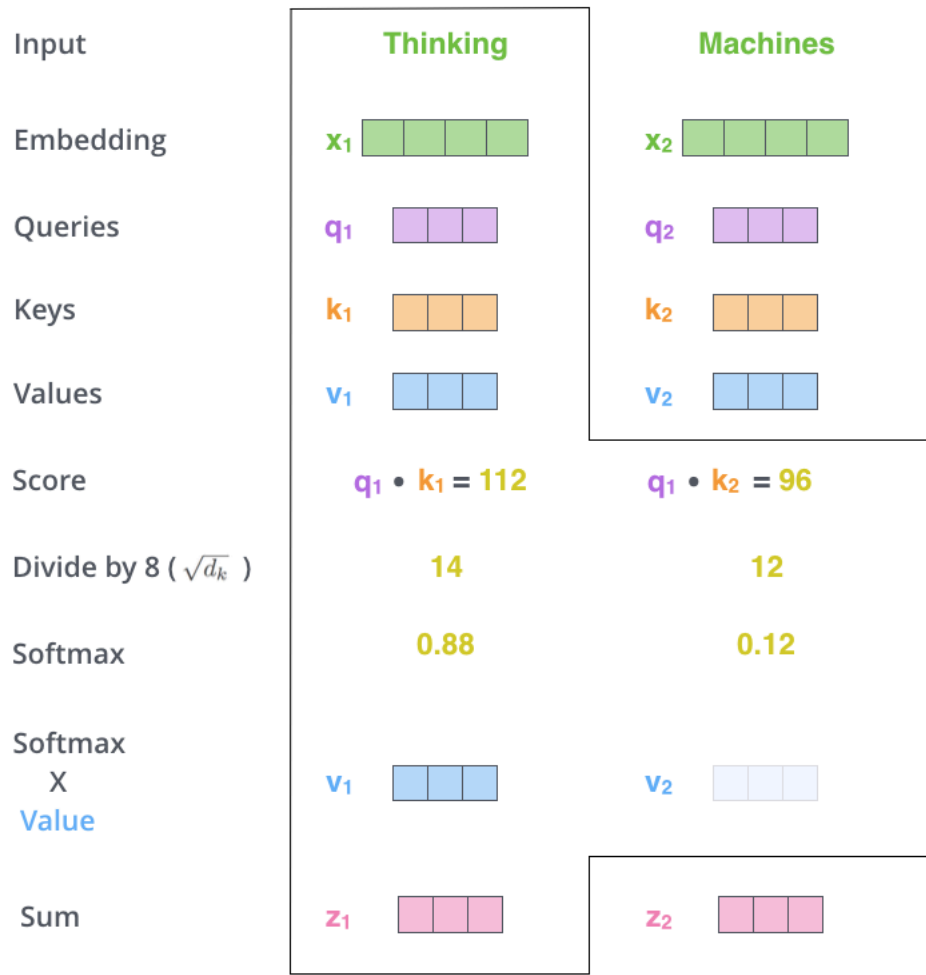 Input Thinking Machines
Embedding x₁ x₂
Queries q₁ q₂
Keys k₁ k₂
Values v₁ v₂
Score q₁ • k₁ = 112 q₁ • k₂ = 96
Divide by 8 ( √dₖ ) 14 12
Softmax 0.88 0.12
Softmax
X
Value
v₁ v₂
Sum z₁ z₂